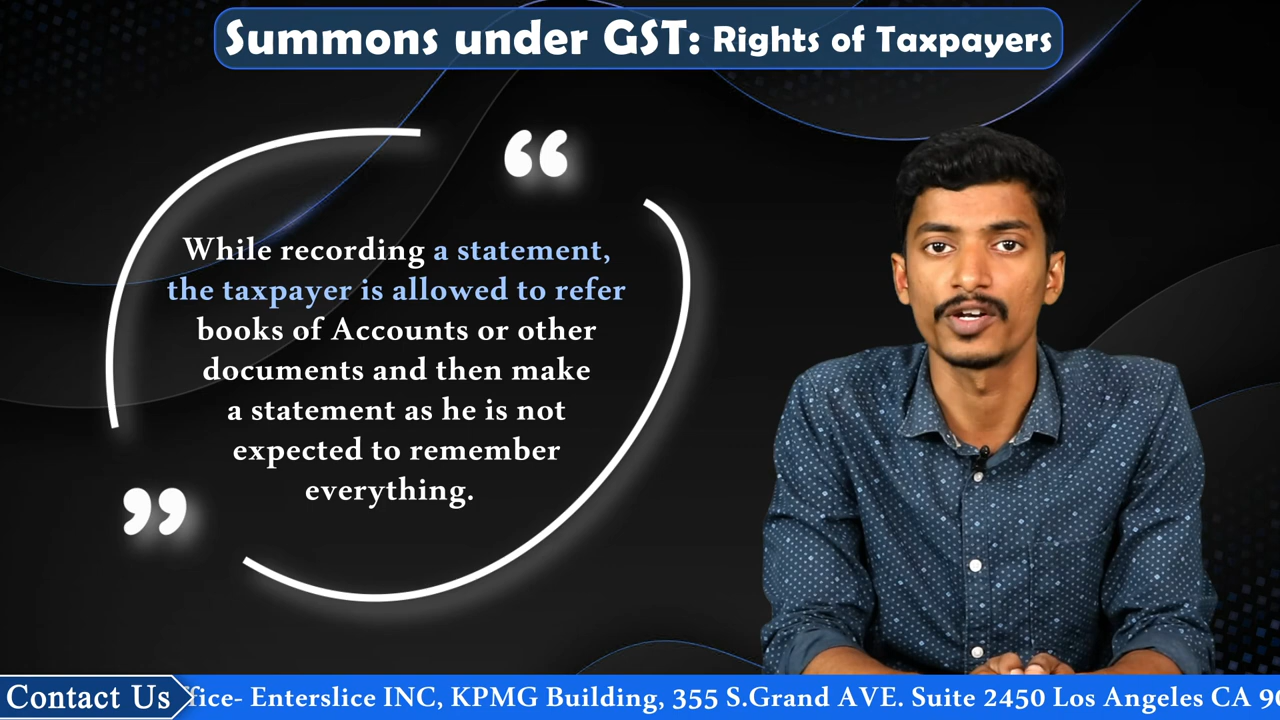 Summons under GST: Rights of Taxpayers
While recording a statement,
the taxpayer is allowed to refer
books of Accounts or other
documents and then make
a statement as he is not
expected to remember
everything.
Contact Us
- Enterslice INC, KPMG Building, 355 S.Grand AVE. Suite 2450 Los Angeles CA